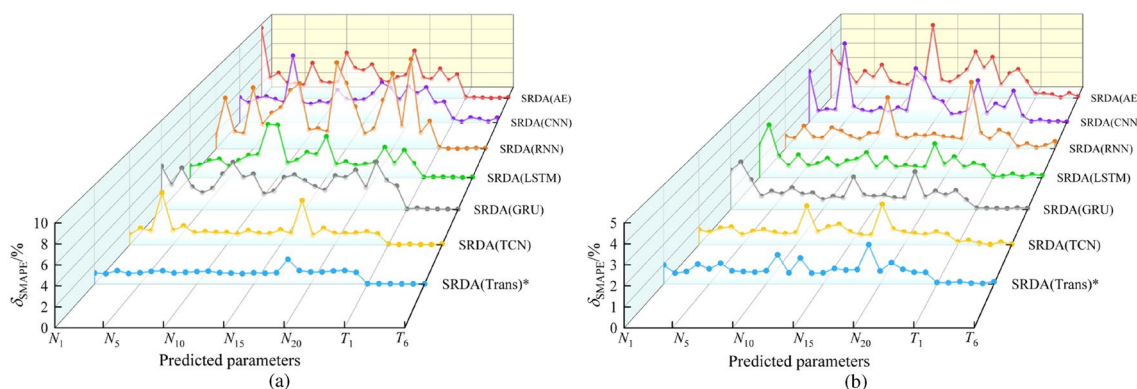 SRDA(AE)
SRDA(CNN)
SRDA(RNN)
SRDA(LSTM)
SRDA(GRU)
SRDA(TCN)
SRDA(Trans)*
10
8
6
4
2
0
δSMAPE/%
N1 N5 N10 N15 N20 T1 T6
Predicted parameters
(a)
SRDA(AE)
SRDA(CNN)
SRDA(RNN)
SRDA(LSTM)
SRDA(GRU)
SRDA(TCN)
SRDA(Trans)*
5
4
3
2
1
0
δSMAPE/%
N1 N5 N10 N15 N20 T1 T6
Predicted parameters
(b)